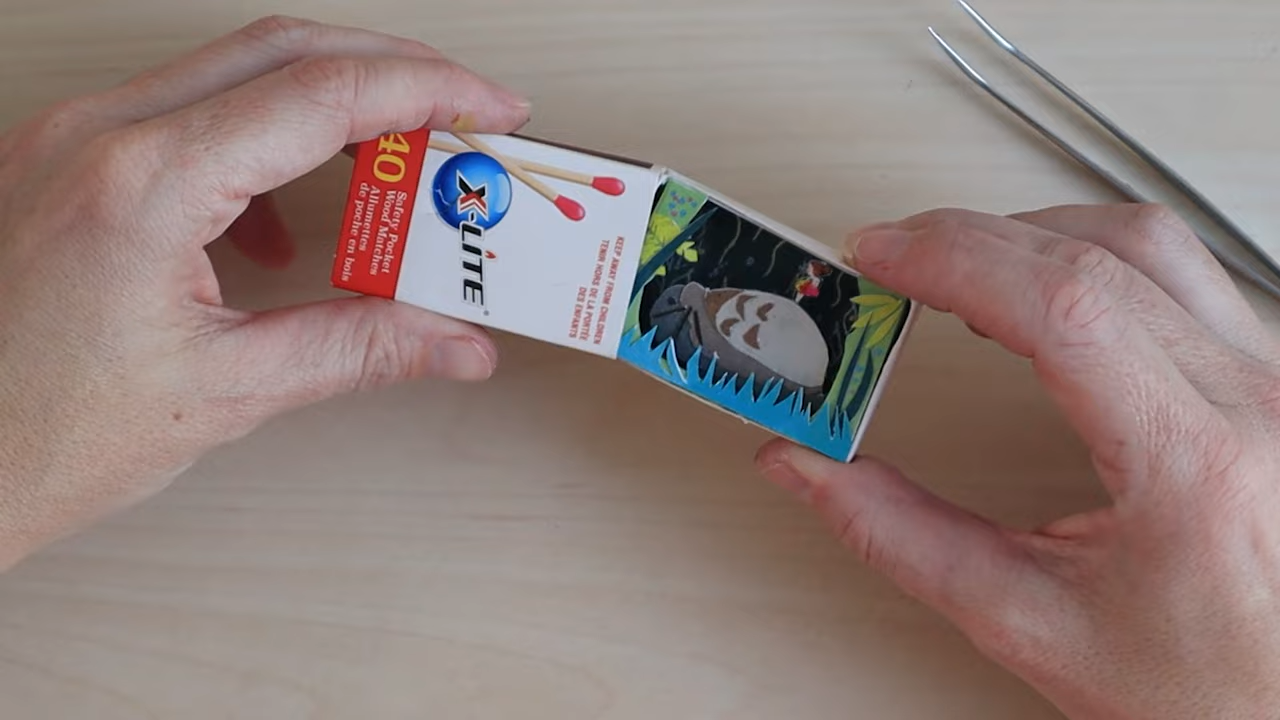 40
Safety Pocket
Wood Matches
Allumettes
de poche en bois
X-LITE®
KEEP AWAY FROM CHILDREN
TENIR HORS DE LA PORTÉE
DES ENFANTS